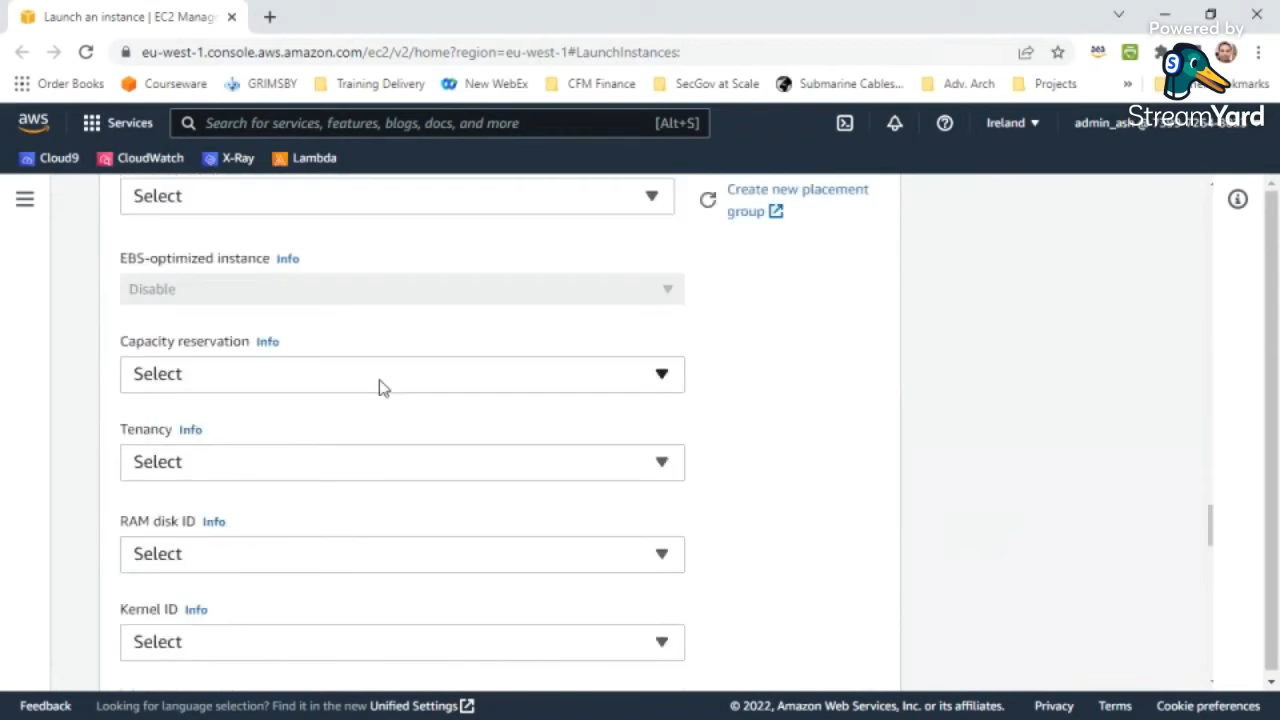 Launch an instance | EC2 Manag
Powered by
StreamYard
eu-west-1.console.aws.amazon.com/ec2/v2/home?region=eu-west-1#LaunchInstances:
Order Books
Courseware
GRIMSBY
Training Delivery
New WebEx
CFM Finance
SecGov at Scale
Submarine Cables...
Adv. Arch
Projects
»
aws
Services
Search for services, features, blogs, docs, and more
[Alt+S]
Ireland
Cloud9
CloudWatch
X-Ray
Lambda
Select
Create new placement
group
EBS-optimized instance Info
Disable
Capacity reservation Info
Select
Tenancy Info
Select
RAM disk ID Info
Select
Kernel ID Info
Select
Feedback
Looking for language selection? Find it in the new Unified Settings
© 2022, Amazon Web Services, Inc. or its affiliates.
Privacy
Terms
Cookie preferences